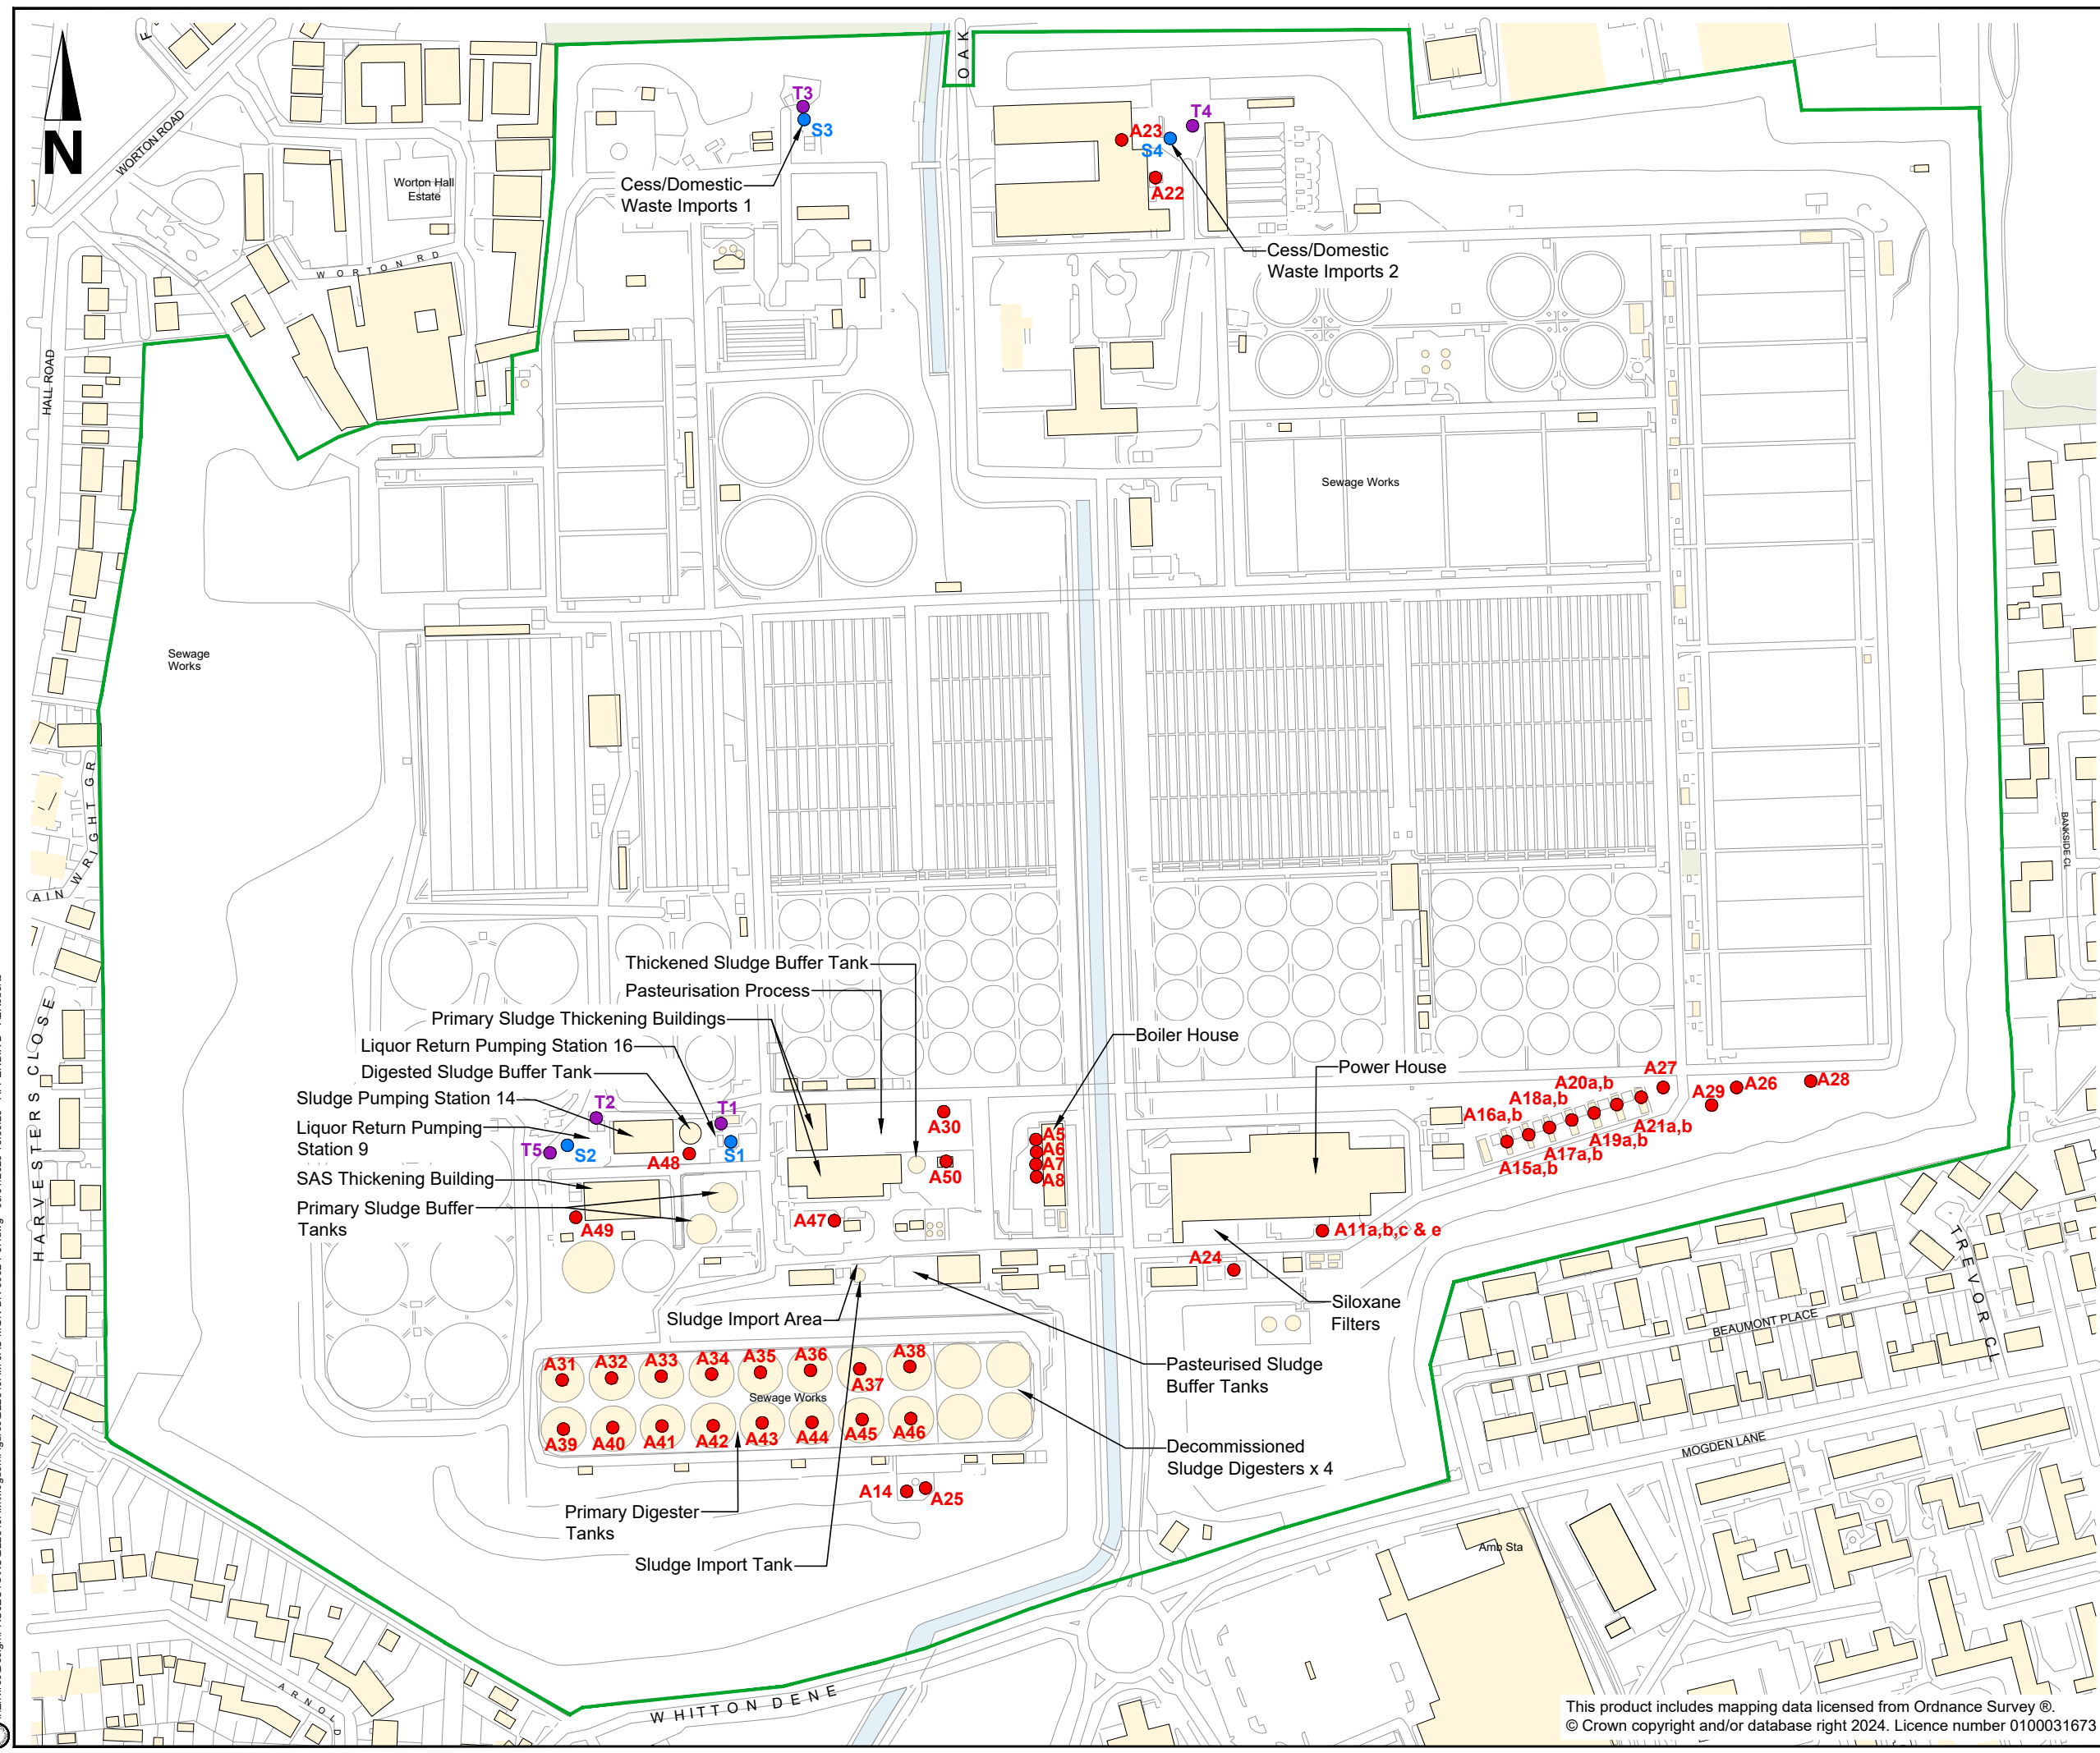 OAK
N
WORTON ROAD
T3
S3
T4
A23
S4
A22
Worton Hall
Estate
Cess/Domestic
Waste Imports 1
Cess/Domestic
Waste Imports 2
WORTON RD
HALL ROAD
Sewage Works
Sewage
Works
AINWRIGHT GR
BANKSIDE CL
HARVESTERS CLOSE
Thickened Sludge Buffer Tank
Pasteurisation Process
Primary Sludge Thickening Buildings
Liquor Return Pumping Station 16
Digested Sludge Buffer Tank
Sludge Pumping Station 14
Liquor Return Pumping
Station 9
SAS Thickening Building
Primary Sludge Buffer
Tanks
Boiler House
Power House
T2
T1
T5
S2
S1
A48
A49
A47
A30
A50
A5
A6
A7
A8
A27
A26
A28
A29
A20a,b
A18a,b
A16a,b
A21a,b
A19a,b
A17a,b
A15a,b
A11a,b,c & e
A24
Siloxane
Filters
Sludge Import Area
Pasteurised Sludge
Buffer Tanks
A31
A32
A33
A34
A35
A36
A37
A38
Sewage Works
A39
A40
A41
A42
A43
A44
A45
A46
Decommissioned
Sludge Digesters x 4
A14
A25
Primary Digester
Tanks
Sludge Import Tank
TREVOR CL
BEAUMONT PLACE
MOGDEN LANE
Amb Sta
ARNOLD
WHITTON DENE
This product includes mapping data licensed from Ordnance Survey ®.
© Crown copyright and/or database right 2024. Licence number 0100031673